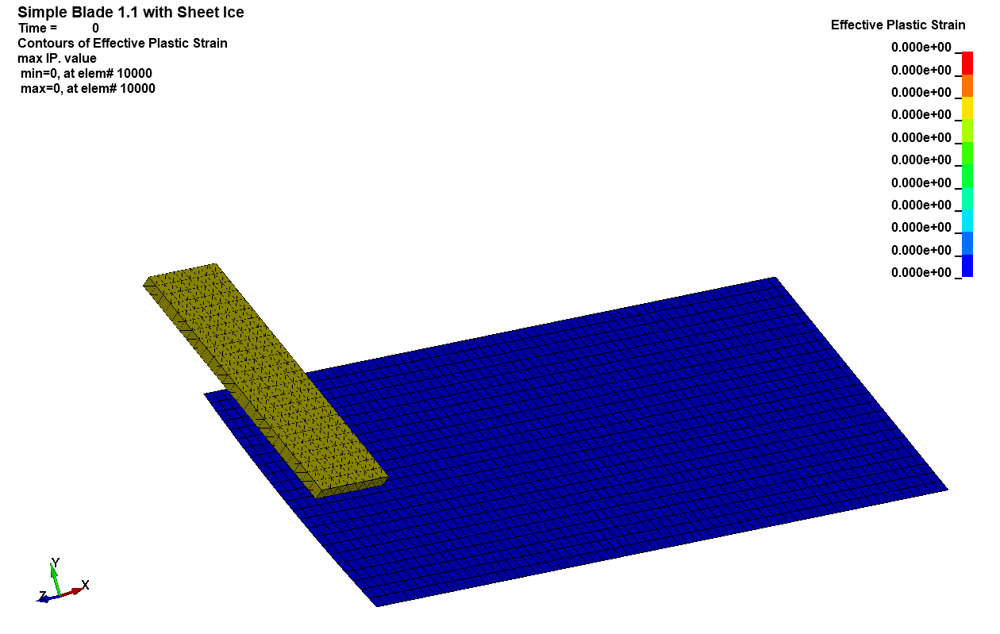 Simple Blade 1.1 with Sheet Ice
Time = 0
Contours of Effective Plastic Strain
max IP. value
min=0, at elem# 10000
max=0, at elem# 10000
Effective Plastic Strain
0.000e+00
0.000e+00
0.000e+00
0.000e+00
0.000e+00
0.000e+00
0.000e+00
0.000e+00
0.000e+00
0.000e+00
0.000e+00
Y
X
Z